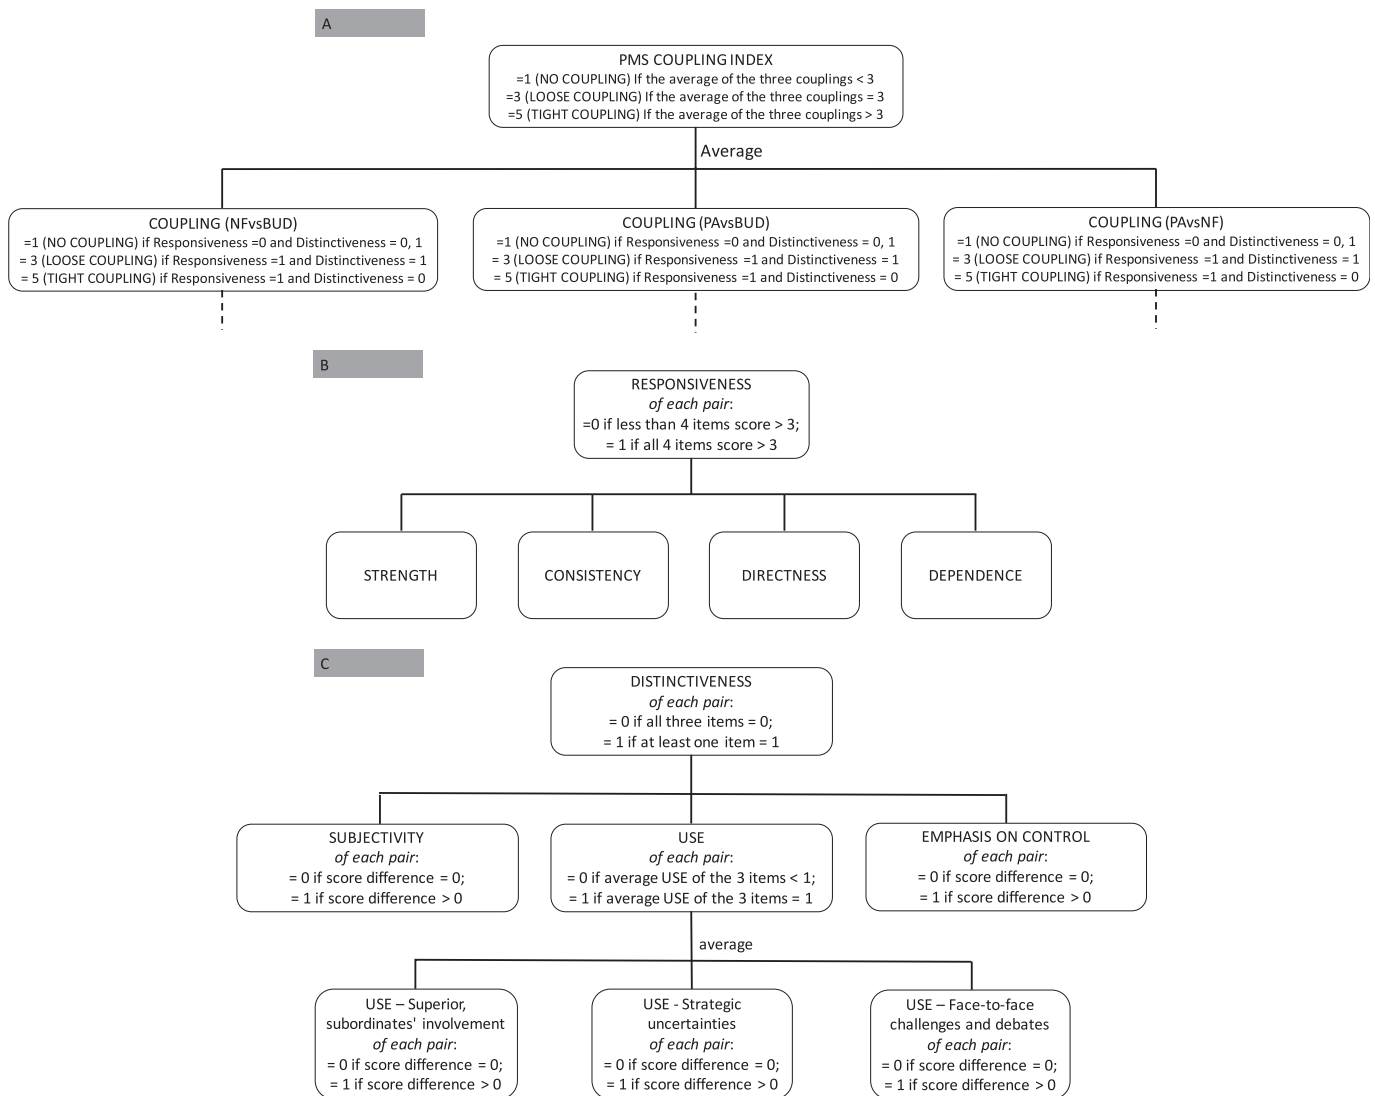 A
PMS COUPLING INDEX
=1 (NO COUPLING) If the average of the three couplings < 3
=3 (LOOSE COUPLING) If the average of the three couplings = 3
=5 (TIGHT COUPLING) If the average of the three couplings > 3
Average
COUPLING (NFvsBUD)
=1 (NO COUPLING) if Responsiveness =0 and Distinctiveness = 0, 1
= 3 (LOOSE COUPLING) if Responsiveness =1 and Distinctiveness = 1
= 5 (TIGHT COUPLING) if Responsiveness =1 and Distinctiveness = 0
COUPLING (PAvsBUD)
=1 (NO COUPLING) if Responsiveness =0 and Distinctiveness = 0, 1
= 3 (LOOSE COUPLING) if Responsiveness =1 and Distinctiveness = 1
= 5 (TIGHT COUPLING) if Responsiveness =1 and Distinctiveness = 0
COUPLING (PAvsNF)
=1 (NO COUPLING) if Responsiveness =0 and Distinctiveness = 0, 1
= 3 (LOOSE COUPLING) if Responsiveness =1 and Distinctiveness = 1
= 5 (TIGHT COUPLING) if Responsiveness =1 and Distinctiveness = 0
B
RESPONSIVENESS
of each pair:
=0 if less than 4 items score > 3;
= 1 if all 4 items score > 3
STRENGTH
CONSISTENCY
DIRECTNESS
DEPENDENCE
C
DISTINCTIVENESS
of each pair:
= 0 if all three items = 0;
= 1 if at least one item = 1
SUBJECTIVITY
of each pair:
= 0 if score difference = 0;
= 1 if score difference > 0
USE
of each pair:
= 0 if average USE of the 3 items < 1;
= 1 if average USE of the 3 items = 1
EMPHASIS ON CONTROL
of each pair:
= 0 if score difference = 0;
= 1 if score difference > 0
average
USE – Superior,
subordinates' involvement
of each pair:
= 0 if score difference = 0;
= 1 if score difference > 0
USE - Strategic
uncertainties
of each pair:
= 0 if score difference = 0;
= 1 if score difference > 0
USE – Face-to-face
challenges and debates
of each pair:
= 0 if score difference = 0;
= 1 if score difference > 0